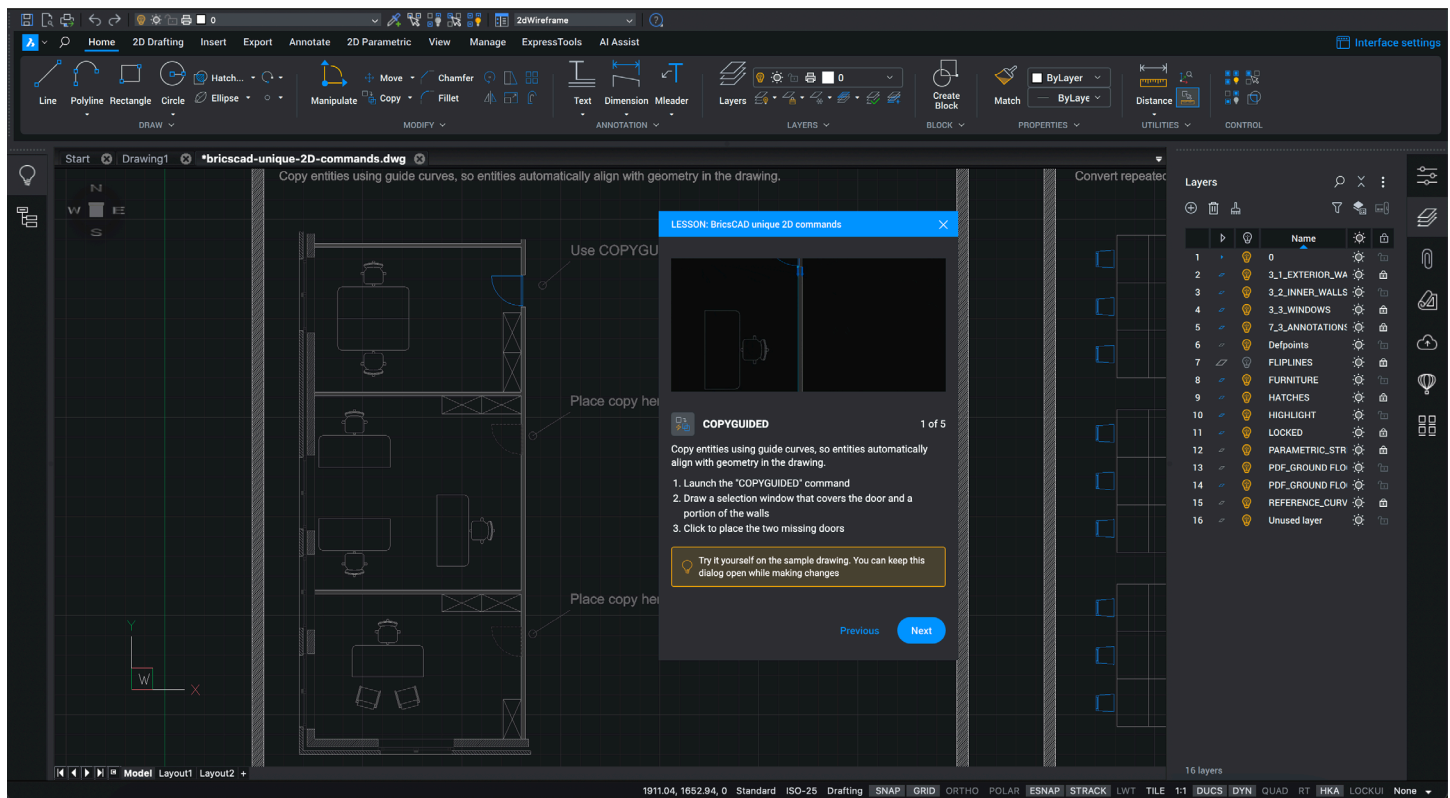 0
2dWireframe
Home 2D Drafting Insert Export Annotate 2D Parametric View Manage ExpressTools AI Assist
Interface settings
Line Polyline Rectangle Circle Hatch... Ellipse
Manipulate Move Copy Chamfer Fillet
Text Dimension Mleader
Layers 0
Create Block
Match ByLayer ByLaye
Distance
DRAW MODIFY ANNOTATION LAYERS BLOCK PROPERTIES UTILITIES CONTROL
Start Drawing1 *bricscad-unique-2D-commands.dwg
Copy entities using guide curves, so entities automatically align with geometry in the drawing.
Convert repeated
N
W E
S
Use COPYGU
Place copy her
Place copy her
Y
W X
LESSON: BricsCAD unique 2D commands
COPYGUIDED 1 of 5
Copy entities using guide curves, so entities automatically
align with geometry in the drawing.
1. Launch the "COPYGUIDED" command
2. Draw a selection window that covers the door and a
portion of the walls
3. Click to place the two missing doors
Try it yourself on the sample drawing. You can keep this
dialog open while making changes
Previous Next
Layers
Name
1 0
2 3_1_EXTERIOR_WA
3 3_2_INNER_WALLS
4 3_3_WINDOWS
5 7_3_ANNOTATIONS
6 Defpoints
7 FLIPLINES
8 FURNITURE
9 HATCHES
10 HIGHLIGHT
11 LOCKED
12 PARAMETRIC_STR
13 PDF_GROUND FLO
14 PDF_GROUND FLO
15 REFERENCE_CURV
16 Unused layer
16 layers
Model Layout1 Layout2 +
1911.04, 1652.94, 0 Standard ISO-25 Drafting SNAP GRID ORTHO POLAR ESNAP STRACK LWT TILE 1:1 DUCS DYN QUAD RT HKA LOCKUI None